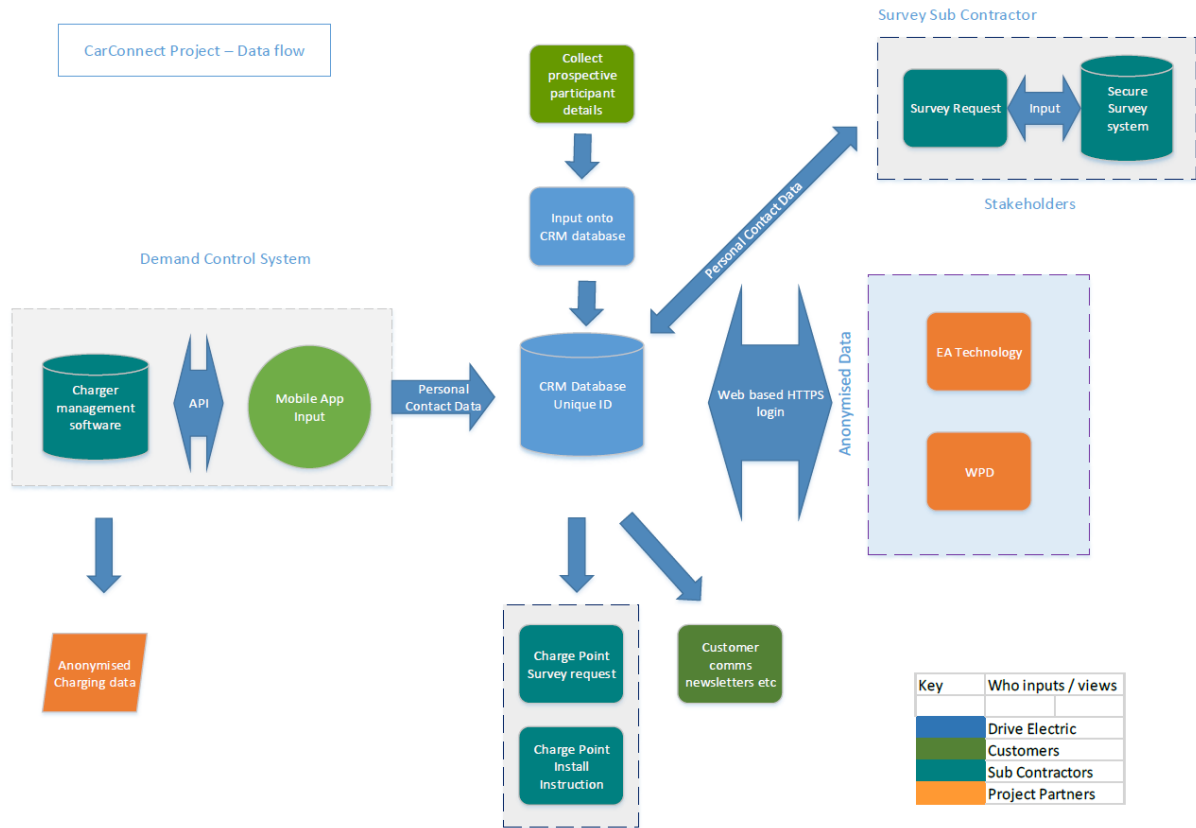 Survey Sub Contractor
CarConnect Project – Data flow
Collect
prospective
participant
details
Survey Request
Input
Secure
Survey
system
Stakeholders
Input onto
CRM database
Personal Contact Data
Demand Control System
EA Technology
Charger
management
software
API
Mobile App
Input
Personal
Contact Data
CRM Database
Unique ID
Web based HTTPS
login
Anonymised Data
WPD
Anonymised
Charging data
Charge Point
Survey request
Customer
comms
newsletters etc
Charge Point
Install
Instruction
Key Who inputs / views
Drive Electric
Customers
Sub Contractors
Project Partners